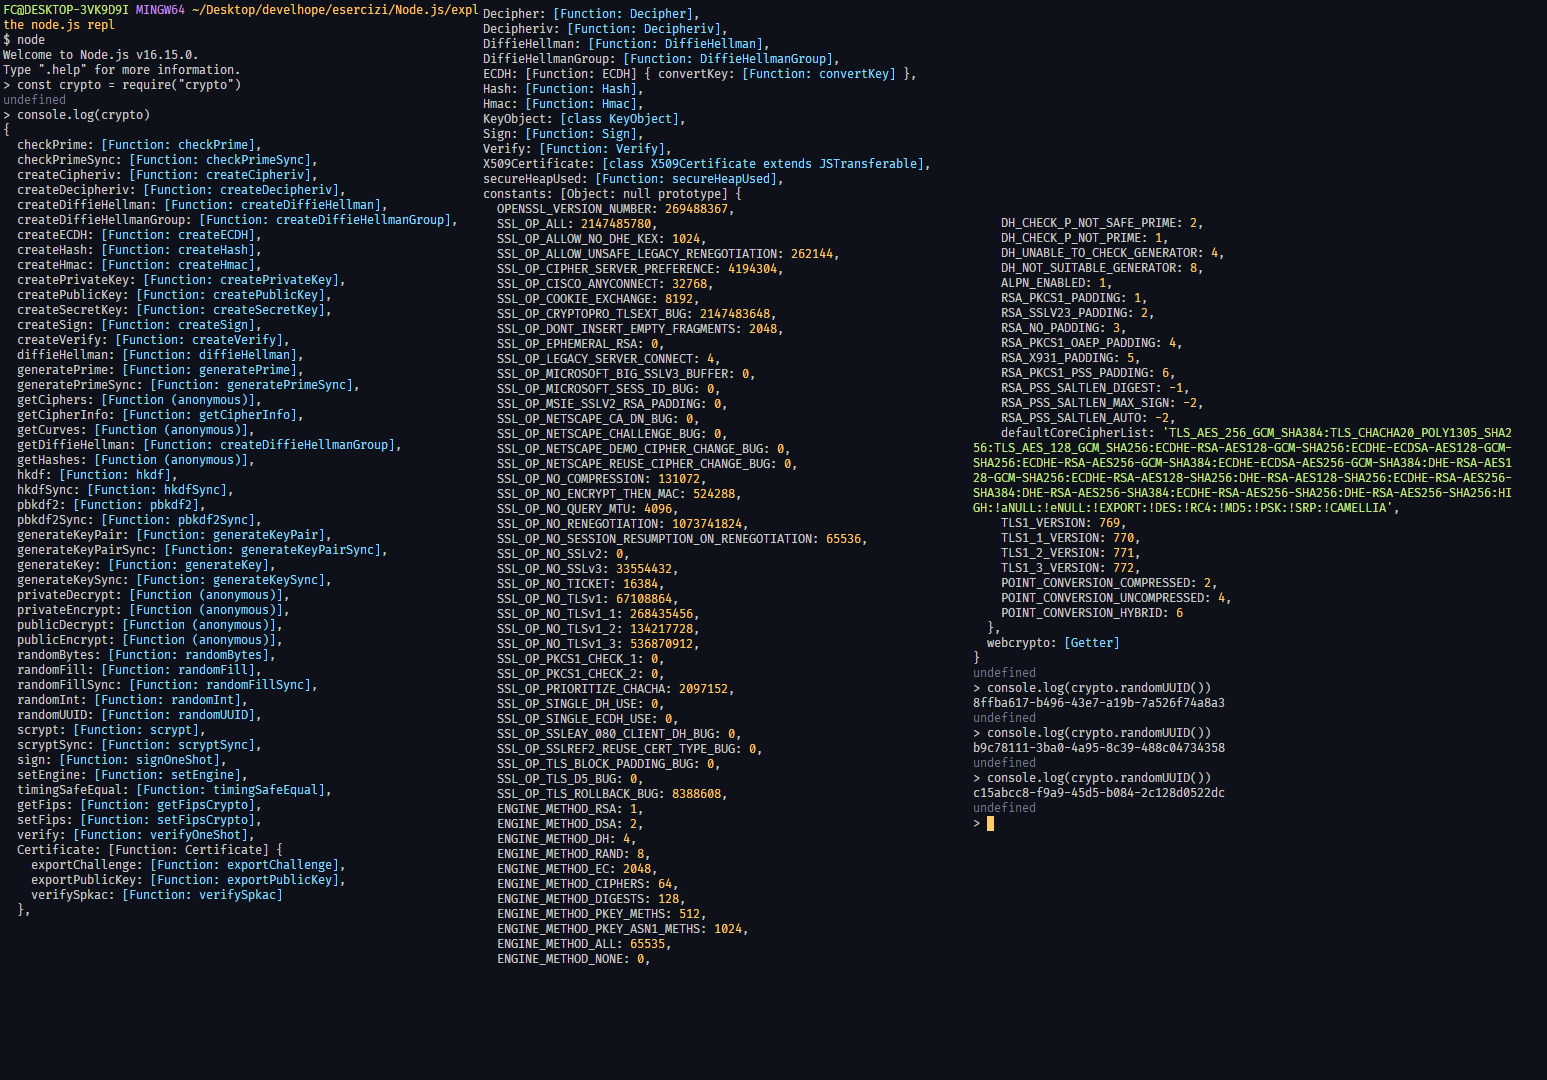 FC@DESKTOP-3VK9D9I MINGW64 ~/Desktop/develhope/esercizi/Node.js/expl
the node.js repl
$ node
Welcome to Node.js v16.15.0.
Type ".help" for more information.
> const crypto = require("crypto")
undefined
> console.log(crypto)
{
  checkPrime: [Function: checkPrime],
  checkPrimeSync: [Function: checkPrimeSync],
  createCipheriv: [Function: createCipheriv],
  createDecipheriv: [Function: createDecipheriv],
  createDiffieHellman: [Function: createDiffieHellman],
  createDiffieHellmanGroup: [Function: createDiffieHellmanGroup],
  createECDH: [Function: createECDH],
  createHash: [Function: createHash],
  createHmac: [Function: createHmac],
  createPrivateKey: [Function: createPrivateKey],
  createPublicKey: [Function: createPublicKey],
  createSecretKey: [Function: createSecretKey],
  createSign: [Function: createSign],
  createVerify: [Function: createVerify],
  diffieHellman: [Function: diffieHellman],
  generatePrime: [Function: generatePrime],
  generatePrimeSync: [Function: generatePrimeSync],
  getCiphers: [Function (anonymous)],
  getCipherInfo: [Function: getCipherInfo],
  getCurves: [Function (anonymous)],
  getDiffieHellman: [Function: createDiffieHellmanGroup],
  getHashes: [Function (anonymous)],
  hkdf: [Function: hkdf],
  hkdfSync: [Function: hkdfSync],
  pbkdf2: [Function: pbkdf2],
  pbkdf2Sync: [Function: pbkdf2Sync],
  generateKeyPair: [Function: generateKeyPair],
  generateKeyPairSync: [Function: generateKeyPairSync],
  generateKey: [Function: generateKey],
  generateKeySync: [Function: generateKeySync],
  privateDecrypt: [Function (anonymous)],
  privateEncrypt: [Function (anonymous)],
  publicDecrypt: [Function (anonymous)],
  publicEncrypt: [Function (anonymous)],
  randomBytes: [Function: randomBytes],
  randomFill: [Function: randomFill],
  randomFillSync: [Function: randomFillSync],
  randomInt: [Function: randomInt],
  randomUUID: [Function: randomUUID],
  scrypt: [Function: scrypt],
  scryptSync: [Function: scryptSync],
  sign: [Function: signOneShot],
  setEngine: [Function: setEngine],
  timingSafeEqual: [Function: timingSafeEqual],
  getFips: [Function: getFipsCrypto],
  setFips: [Function: setFipsCrypto],
  verify: [Function: verifyOneShot],
  Certificate: [Function: Certificate] {
    exportChallenge: [Function: exportChallenge],
    exportPublicKey: [Function: exportPublicKey],
    verifySpkac: [Function: verifySpkac]
  },
Decipher: [Function: Decipher],
Decipheriv: [Function: Decipheriv],
DiffieHellman: [Function: DiffieHellman],
DiffieHellmanGroup: [Function: DiffieHellmanGroup],
ECDH: [Function: ECDH] { convertKey: [Function: convertKey] },
Hash: [Function: Hash],
Hmac: [Function: Hmac],
KeyObject: [class KeyObject],
Sign: [Function: Sign],
Verify: [Function: Verify],
X509Certificate: [class X509Certificate extends JSTransferable],
secureHeapUsed: [Function: secureHeapUsed],
constants: [Object: null prototype] {
  OPENSSL_VERSION_NUMBER: 269488367,
  SSL_OP_ALL: 2147485780,
  SSL_OP_ALLOW_NO_DHE_KEX: 1024,
  SSL_OP_ALLOW_UNSAFE_LEGACY_RENEGOTIATION: 262144,
  SSL_OP_CIPHER_SERVER_PREFERENCE: 4194304,
  SSL_OP_CISCO_ANYCONNECT: 32768,
  SSL_OP_COOKIE_EXCHANGE: 8192,
  SSL_OP_CRYPTOPRO_TLSEXT_BUG: 2147483648,
  SSL_OP_DONT_INSERT_EMPTY_FRAGMENTS: 2048,
  SSL_OP_EPHEMERAL_RSA: 0,
  SSL_OP_LEGACY_SERVER_CONNECT: 4,
  SSL_OP_MICROSOFT_BIG_SSLV3_BUFFER: 0,
  SSL_OP_MICROSOFT_SESS_ID_BUG: 0,
  SSL_OP_MSIE_SSLV2_RSA_PADDING: 0,
  SSL_OP_NETSCAPE_CA_DN_BUG: 0,
  SSL_OP_NETSCAPE_CHALLENGE_BUG: 0,
  SSL_OP_NETSCAPE_DEMO_CIPHER_CHANGE_BUG: 0,
  SSL_OP_NETSCAPE_REUSE_CIPHER_CHANGE_BUG: 0,
  SSL_OP_NO_COMPRESSION: 131072,
  SSL_OP_NO_ENCRYPT_THEN_MAC: 524288,
  SSL_OP_NO_QUERY_MTU: 4096,
  SSL_OP_NO_RENEGOTIATION: 1073741824,
  SSL_OP_NO_SESSION_RESUMPTION_ON_RENEGOTIATION: 65536,
  SSL_OP_NO_SSLv2: 0,
  SSL_OP_NO_SSLv3: 33554432,
  SSL_OP_NO_TICKET: 16384,
  SSL_OP_NO_TLSv1: 67108864,
  SSL_OP_NO_TLSv1_1: 268435456,
  SSL_OP_NO_TLSv1_2: 134217728,
  SSL_OP_NO_TLSv1_3: 536870912,
  SSL_OP_PKCS1_CHECK_1: 0,
  SSL_OP_PKCS1_CHECK_2: 0,
  SSL_OP_PRIORITIZE_CHACHA: 2097152,
  SSL_OP_SINGLE_DH_USE: 0,
  SSL_OP_SINGLE_ECDH_USE: 0,
  SSL_OP_SSLEAY_080_CLIENT_DH_BUG: 0,
  SSL_OP_SSLREF2_REUSE_CERT_TYPE_BUG: 0,
  SSL_OP_TLS_BLOCK_PADDING_BUG: 0,
  SSL_OP_TLS_D5_BUG: 0,
  SSL_OP_TLS_ROLLBACK_BUG: 8388608,
  ENGINE_METHOD_RSA: 1,
  ENGINE_METHOD_DSA: 2,
  ENGINE_METHOD_DH: 4,
  ENGINE_METHOD_RAND: 8,
  ENGINE_METHOD_EC: 2048,
  ENGINE_METHOD_CIPHERS: 64,
  ENGINE_METHOD_DIGESTS: 128,
  ENGINE_METHOD_PKEY_METHS: 512,
  ENGINE_METHOD_PKEY_ASN1_METHS: 1024,
  ENGINE_METHOD_ALL: 65535,
  ENGINE_METHOD_NONE: 0,
    DH_CHECK_P_NOT_SAFE_PRIME: 2,
    DH_CHECK_P_NOT_PRIME: 1,
    DH_UNABLE_TO_CHECK_GENERATOR: 4,
    DH_NOT_SUITABLE_GENERATOR: 8,
    ALPN_ENABLED: 1,
    RSA_PKCS1_PADDING: 1,
    RSA_SSLV23_PADDING: 2,
    RSA_NO_PADDING: 3,
    RSA_PKCS1_OAEP_PADDING: 4,
    RSA_X931_PADDING: 5,
    RSA_PKCS1_PSS_PADDING: 6,
    RSA_PSS_SALTLEN_DIGEST: -1,
    RSA_PSS_SALTLEN_MAX_SIGN: -2,
    RSA_PSS_SALTLEN_AUTO: -2,
    defaultCoreCipherList: 'TLS_AES_256_GCM_SHA384:TLS_CHACHA20_POLY1305_SHA2
56:TLS_AES_128_GCM_SHA256:ECDHE-RSA-AES128-GCM-SHA256:ECDHE-ECDSA-AES128-GCM-
SHA256:ECDHE-RSA-AES256-GCM-SHA384:ECDHE-ECDSA-AES256-GCM-SHA384:DHE-RSA-AES1
28-GCM-SHA256:ECDHE-RSA-AES128-SHA256:DHE-RSA-AES128-SHA256:ECDHE-RSA-AES256-
SHA384:DHE-RSA-AES256-SHA384:ECDHE-RSA-AES256-SHA256:DHE-RSA-AES256-SHA256:HI
GH:!aNULL:!eNULL:!EXPORT:!DES:!RC4:!MD5:!PSK:!SRP:!CAMELLIA',
    TLS1_VERSION: 769,
    TLS1_1_VERSION: 770,
    TLS1_2_VERSION: 771,
    TLS1_3_VERSION: 772,
    POINT_CONVERSION_COMPRESSED: 2,
    POINT_CONVERSION_UNCOMPRESSED: 4,
    POINT_CONVERSION_HYBRID: 6
  },
  webcrypto: [Getter]
}
undefined
> console.log(crypto.randomUUID())
8ffba617-b496-43e7-a19b-7a526f74a8a3
undefined
> console.log(crypto.randomUUID())
b9c78111-3ba0-4a95-8c39-488c04734358
undefined
> console.log(crypto.randomUUID())
c15abcc8-f9a9-45d5-b084-2c128d0522dc
undefined
>